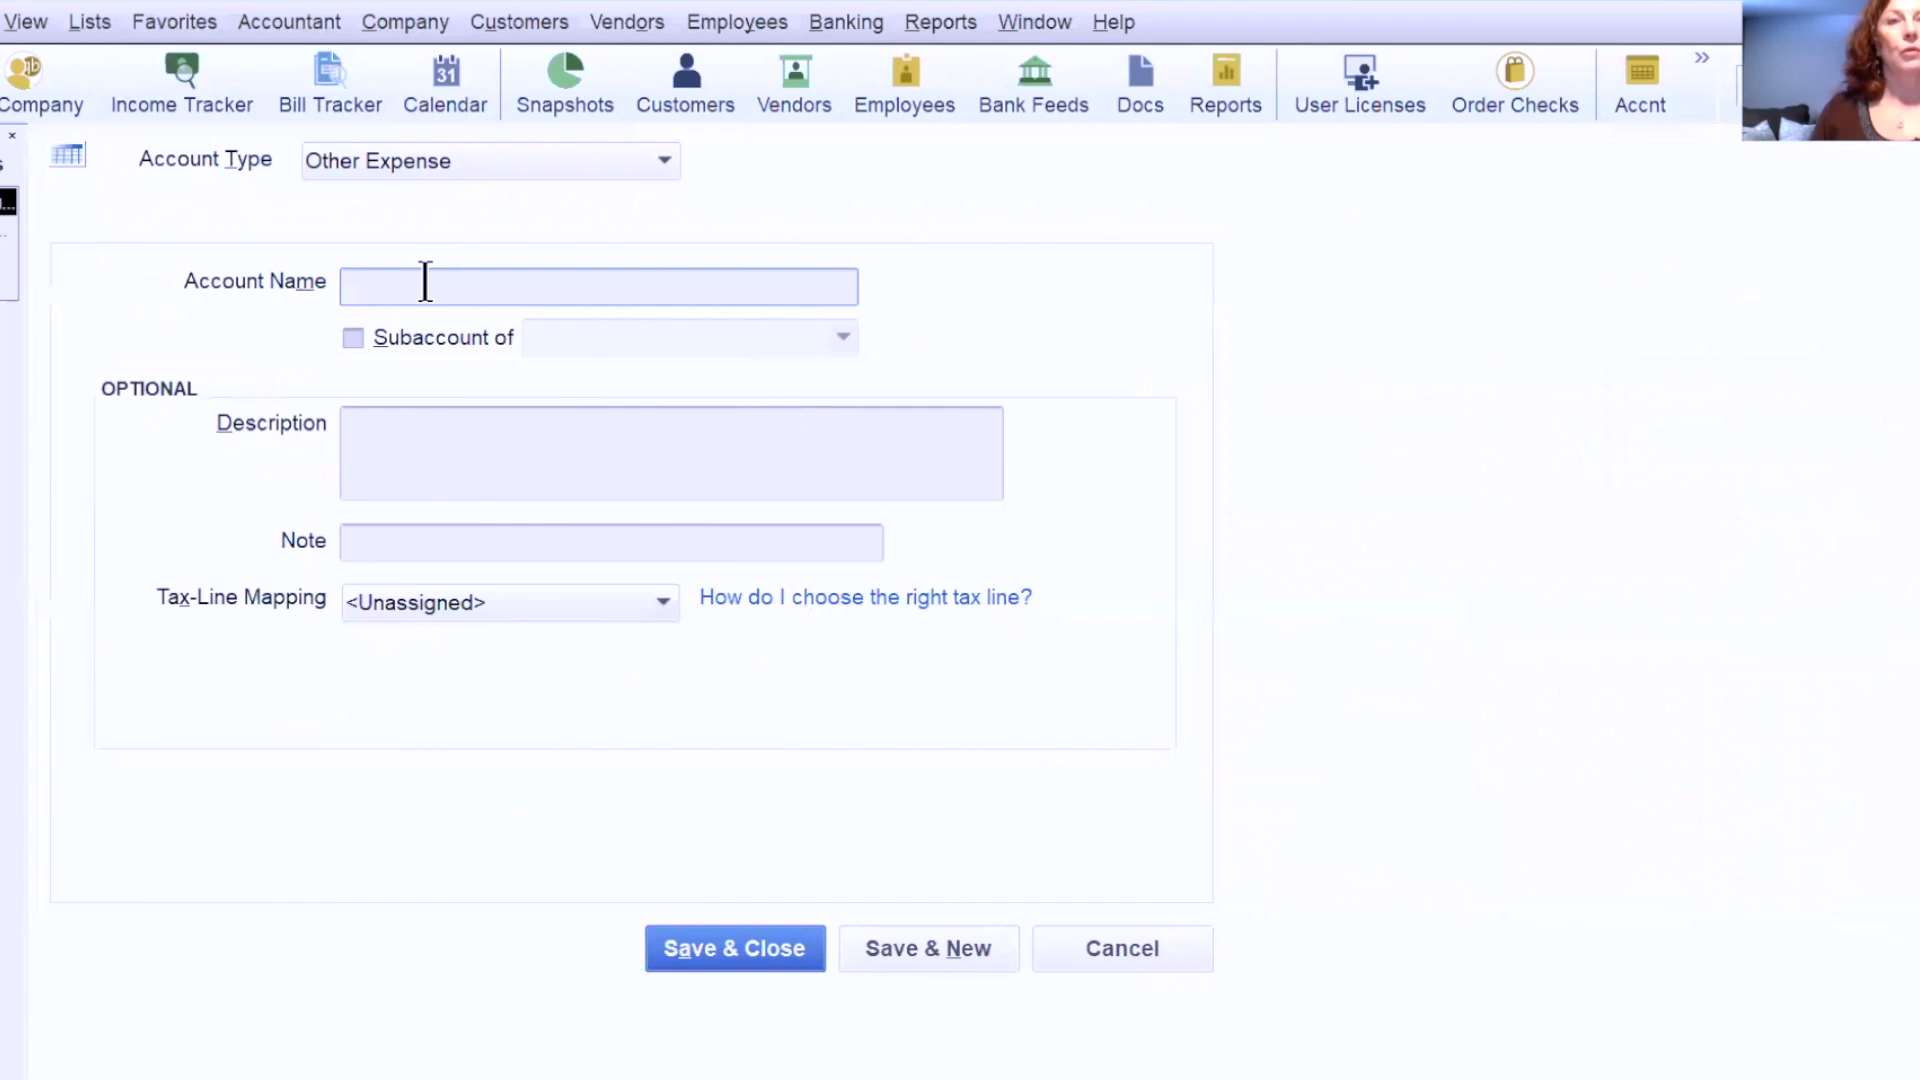 View Lists Favorites Accountant Company Customers Vendors Employees Banking Reports Window Help
Company Income Tracker Bill Tracker Calendar Snapshots Customers Vendors Employees Bank Feeds Docs Reports User Licenses Order Checks Accnt
Account Type Other Expense
Account Name
Subaccount of
OPTIONAL
Description
Note
Tax-Line Mapping <Unassigned> How do I choose the right tax line?
Save & Close Save & New Cancel